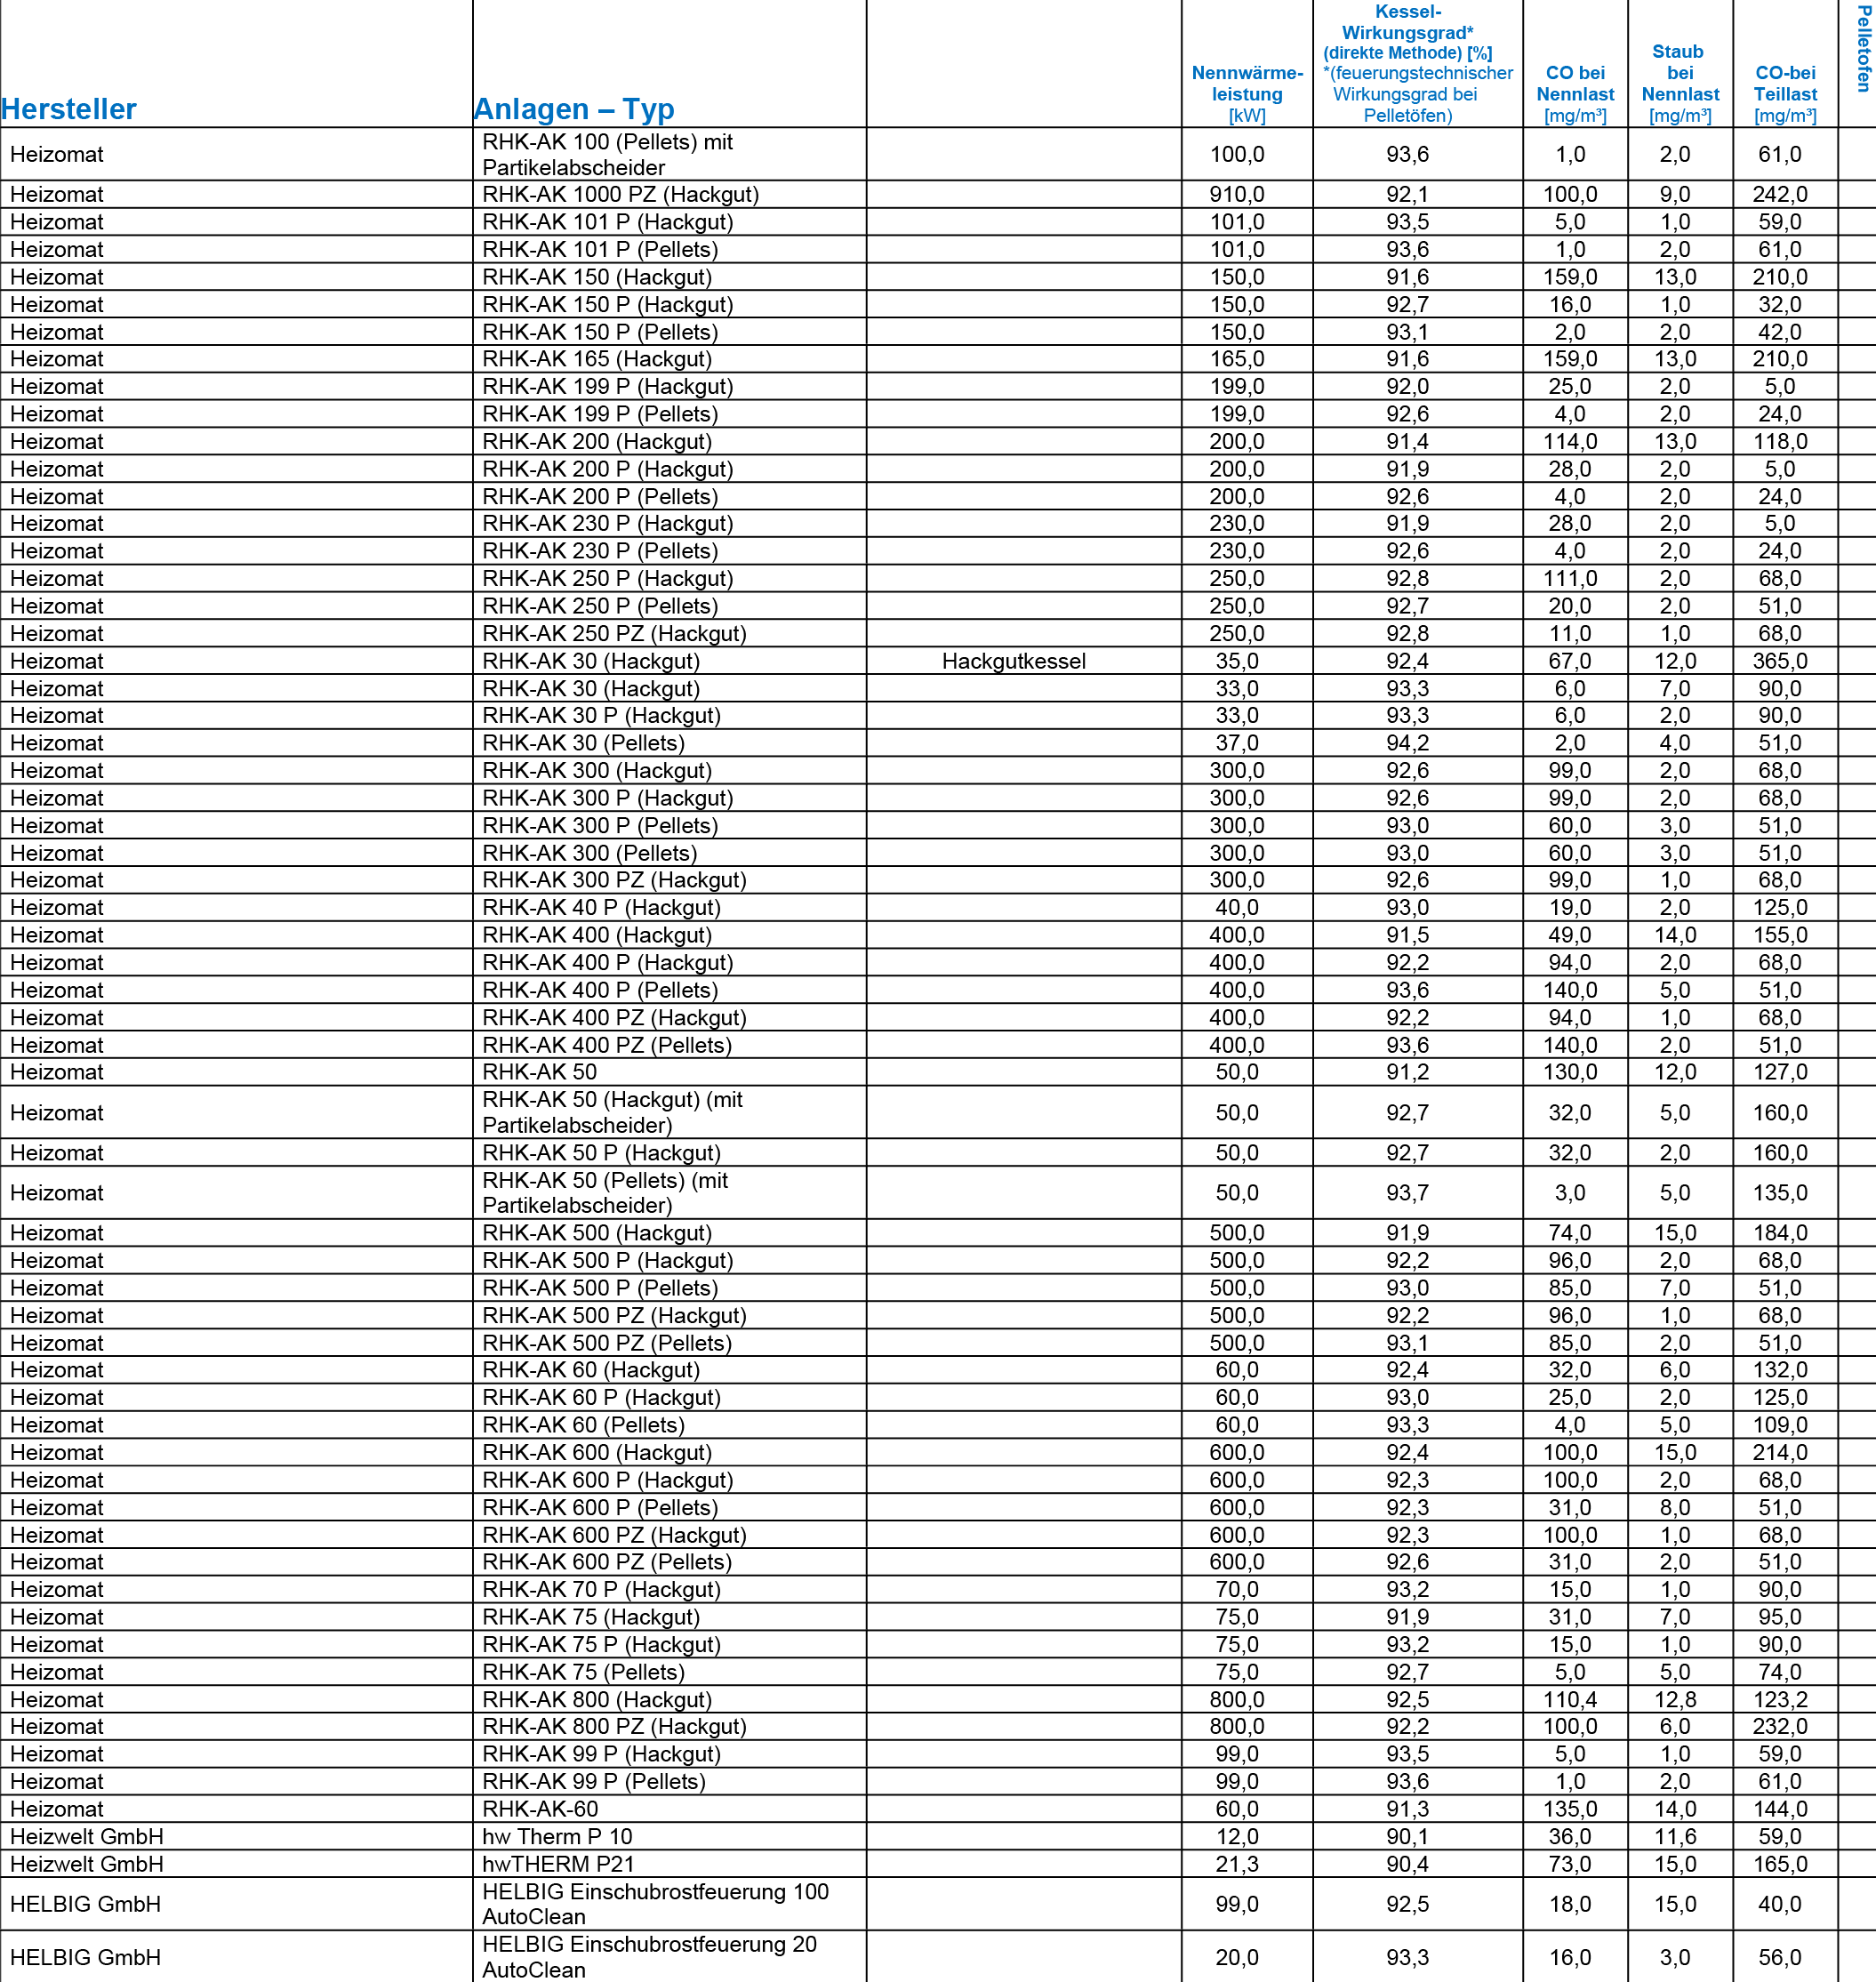 Hersteller Anlagen – Typ Nennwärme-leistung [kW] Kessel-Wirkungsgrad* (direkte Methode) [%] *(feuerungstechnischer Wirkungsgrad bei Pelletöfen) CO bei Nennlast [mg/m³] Staub bei Nennlast [mg/m³] CO-bei Teillast [mg/m³] Pelletofen
Heizomat RHK-AK 100 (Pellets) mit Partikelabscheider 100,0 93,6 1,0 2,0 61,0
Heizomat RHK-AK 1000 PZ (Hackgut) 910,0 92,1 100,0 9,0 242,0
Heizomat RHK-AK 101 P (Hackgut) 101,0 93,5 5,0 1,0 59,0
Heizomat RHK-AK 101 P (Pellets) 101,0 93,6 1,0 2,0 61,0
Heizomat RHK-AK 150 (Hackgut) 150,0 91,6 159,0 13,0 210,0
Heizomat RHK-AK 150 P (Hackgut) 150,0 92,7 16,0 1,0 32,0
Heizomat RHK-AK 150 P (Pellets) 150,0 93,1 2,0 2,0 42,0
Heizomat RHK-AK 165 (Hackgut) 165,0 91,6 159,0 13,0 210,0
Heizomat RHK-AK 199 P (Hackgut) 199,0 92,0 25,0 2,0 5,0
Heizomat RHK-AK 199 P (Pellets) 199,0 92,6 4,0 2,0 24,0
Heizomat RHK-AK 200 (Hackgut) 200,0 91,4 114,0 13,0 118,0
Heizomat RHK-AK 200 P (Hackgut) 200,0 91,9 28,0 2,0 5,0
Heizomat RHK-AK 200 P (Pellets) 200,0 92,6 4,0 2,0 24,0
Heizomat RHK-AK 230 P (Hackgut) 230,0 91,9 28,0 2,0 5,0
Heizomat RHK-AK 230 P (Pellets) 230,0 92,6 4,0 2,0 24,0
Heizomat RHK-AK 250 P (Hackgut) 250,0 92,8 111,0 2,0 68,0
Heizomat RHK-AK 250 P (Pellets) 250,0 92,7 20,0 2,0 51,0
Heizomat RHK-AK 250 PZ (Hackgut) 250,0 92,8 11,0 1,0 68,0
Heizomat RHK-AK 30 (Hackgut) Hackgutkessel 35,0 92,4 67,0 12,0 365,0
Heizomat RHK-AK 30 (Hackgut) 33,0 93,3 6,0 7,0 90,0
Heizomat RHK-AK 30 P (Hackgut) 33,0 93,3 6,0 2,0 90,0
Heizomat RHK-AK 30 (Pellets) 37,0 94,2 2,0 4,0 51,0
Heizomat RHK-AK 300 (Hackgut) 300,0 92,6 99,0 2,0 68,0
Heizomat RHK-AK 300 P (Hackgut) 300,0 92,6 99,0 2,0 68,0
Heizomat RHK-AK 300 P (Pellets) 300,0 93,0 60,0 3,0 51,0
Heizomat RHK-AK 300 (Pellets) 300,0 93,0 60,0 3,0 51,0
Heizomat RHK-AK 300 PZ (Hackgut) 300,0 92,6 99,0 1,0 68,0
Heizomat RHK-AK 40 P (Hackgut) 40,0 93,0 19,0 2,0 125,0
Heizomat RHK-AK 400 (Hackgut) 400,0 91,5 49,0 14,0 155,0
Heizomat RHK-AK 400 P (Hackgut) 400,0 92,2 94,0 2,0 68,0
Heizomat RHK-AK 400 P (Pellets) 400,0 93,6 140,0 5,0 51,0
Heizomat RHK-AK 400 PZ (Hackgut) 400,0 92,2 94,0 1,0 68,0
Heizomat RHK-AK 400 PZ (Pellets) 400,0 93,6 140,0 2,0 51,0
Heizomat RHK-AK 50 50,0 91,2 130,0 12,0 127,0
Heizomat RHK-AK 50 (Hackgut) (mit Partikelabscheider) 50,0 92,7 32,0 5,0 160,0
Heizomat RHK-AK 50 P (Hackgut) 50,0 92,7 32,0 2,0 160,0
Heizomat RHK-AK 50 (Pellets) (mit Partikelabscheider) 50,0 93,7 3,0 5,0 135,0
Heizomat RHK-AK 500 (Hackgut) 500,0 91,9 74,0 15,0 184,0
Heizomat RHK-AK 500 P (Hackgut) 500,0 92,2 96,0 2,0 68,0
Heizomat RHK-AK 500 P (Pellets) 500,0 93,0 85,0 7,0 51,0
Heizomat RHK-AK 500 PZ (Hackgut) 500,0 92,2 96,0 1,0 68,0
Heizomat RHK-AK 500 PZ (Pellets) 500,0 93,1 85,0 2,0 51,0
Heizomat RHK-AK 60 (Hackgut) 60,0 92,4 32,0 6,0 132,0
Heizomat RHK-AK 60 P (Hackgut) 60,0 93,0 25,0 2,0 125,0
Heizomat RHK-AK 60 (Pellets) 60,0 93,3 4,0 5,0 109,0
Heizomat RHK-AK 600 (Hackgut) 600,0 92,4 100,0 15,0 214,0
Heizomat RHK-AK 600 P (Hackgut) 600,0 92,3 100,0 2,0 68,0
Heizomat RHK-AK 600 P (Pellets) 600,0 92,3 31,0 8,0 51,0
Heizomat RHK-AK 600 PZ (Hackgut) 600,0 92,3 100,0 1,0 68,0
Heizomat RHK-AK 600 PZ (Pellets) 600,0 92,6 31,0 2,0 51,0
Heizomat RHK-AK 70 P (Hackgut) 70,0 93,2 15,0 1,0 90,0
Heizomat RHK-AK 75 (Hackgut) 75,0 91,9 31,0 7,0 95,0
Heizomat RHK-AK 75 P (Hackgut) 75,0 93,2 15,0 1,0 90,0
Heizomat RHK-AK 75 (Pellets) 75,0 92,7 5,0 5,0 74,0
Heizomat RHK-AK 800 (Hackgut) 800,0 92,5 110,4 12,8 123,2
Heizomat RHK-AK 800 PZ (Hackgut) 800,0 92,2 100,0 6,0 232,0
Heizomat RHK-AK 99 P (Hackgut) 99,0 93,5 5,0 1,0 59,0
Heizomat RHK-AK 99 P (Pellets) 99,0 93,6 1,0 2,0 61,0
Heizomat RHK-AK-60 60,0 91,3 135,0 14,0 144,0
Heizwelt GmbH hw Therm P 10 12,0 90,1 36,0 11,6 59,0
Heizwelt GmbH hwTHERM P21 21,3 90,4 73,0 15,0 165,0
HELBIG GmbH HELBIG Einschubrostfeuerung 100 AutoClean 99,0 92,5 18,0 15,0 40,0
HELBIG GmbH HELBIG Einschubrostfeuerung 20 AutoClean 20,0 93,3 16,0 3,0 56,0